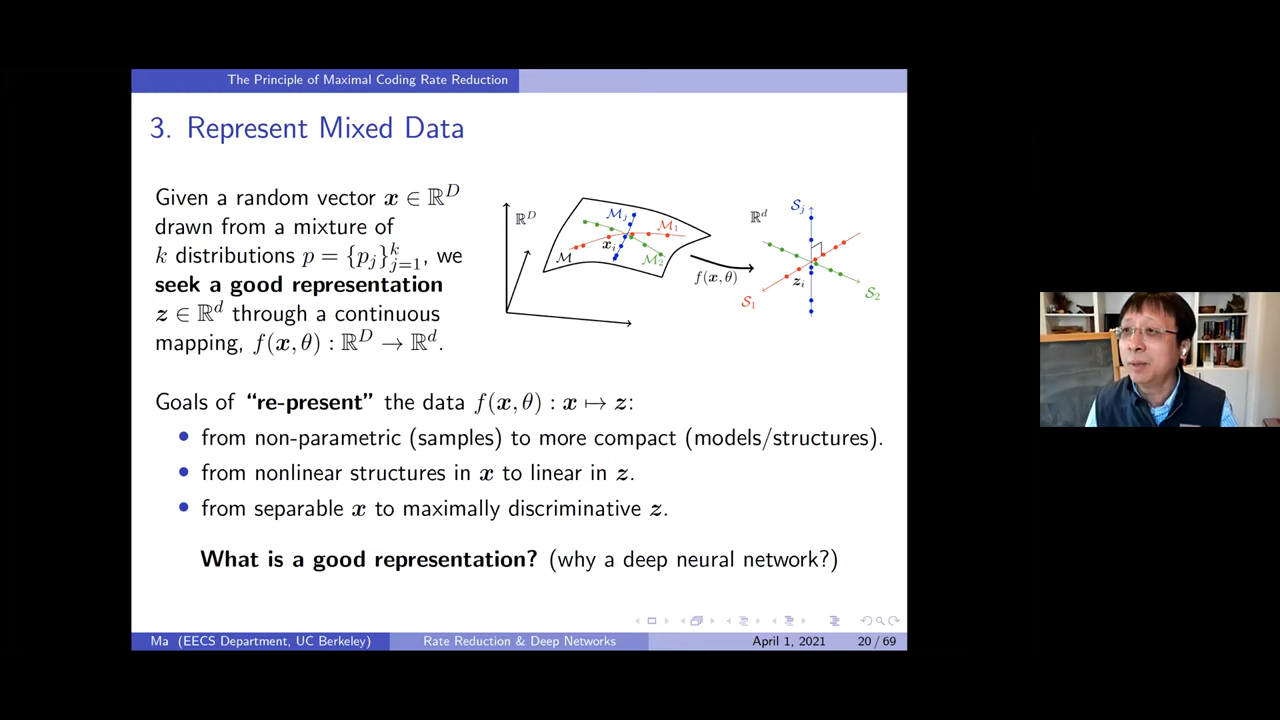 The Principle of Maximal Coding Rate Reduction
3. Represent Mixed Data
Given a random vector x ∈ ℝ^D
drawn from a mixture of
k distributions p = {p_j}_{j=1}^k, we
seek a good representation
z ∈ ℝ^d through a continuous
mapping, f(x, θ) : ℝ^D → ℝ^d.
ℝ^D
M
M_j
M_1
x_i
M_2
f(x, θ)
ℝ^d
S_j
z_i
S_1
S_2
Goals of “re-present” the data f(x, θ) : x ↦ z:
• from non-parametric (samples) to more compact (models/structures).
• from nonlinear structures in x to linear in z.
• from separable x to maximally discriminative z.
What is a good representation? (why a deep neural network?)
Ma (EECS Department, UC Berkeley) Rate Reduction & Deep Networks April 1, 2021 20 / 69